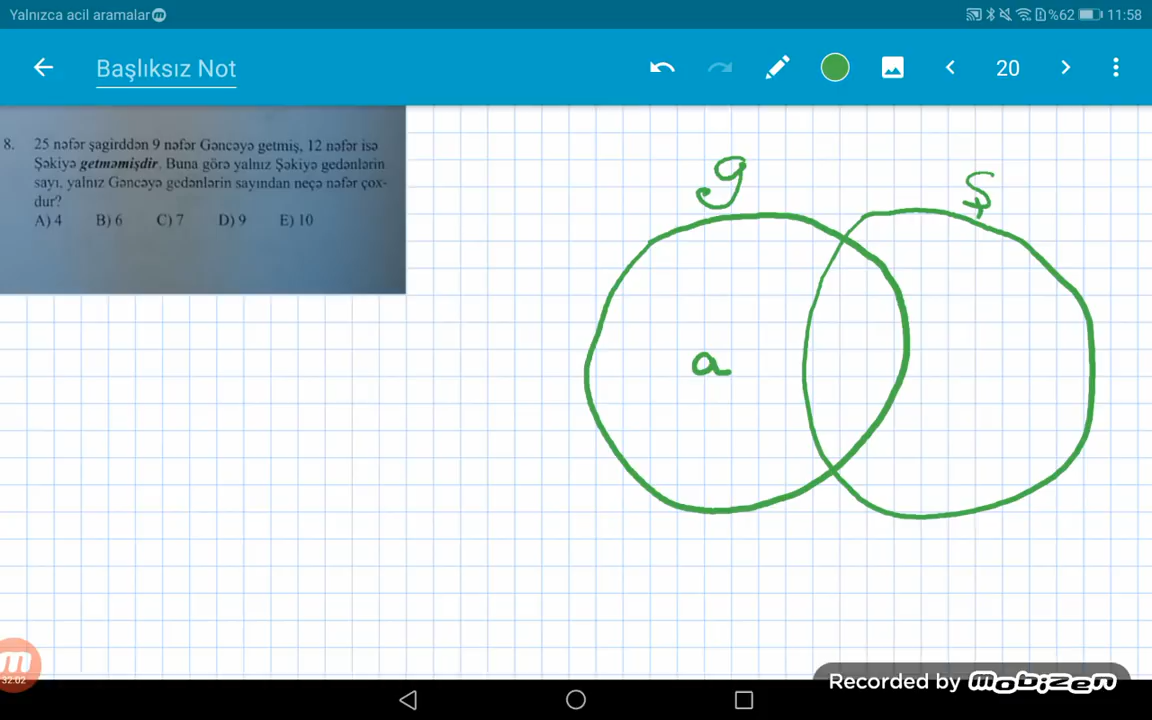 Yalnızca acil aramalar m %62 11:58
Başlıksız Not 20
8. 25 nəfər şagirddən 9 nəfər Gəncəyə getmiş, 12 nəfər isə
Şəkiyə getməmişdir. Buna görə yalnız Şəkiyə gedənlərin
sayı, yalnız Gəncəyə gedənlərin sayından neçə nəfər çox-
dur?
A) 4 B) 6 C) 7 D) 9 E) 10
g Ş
a
m
32:02
Recorded by mobizen